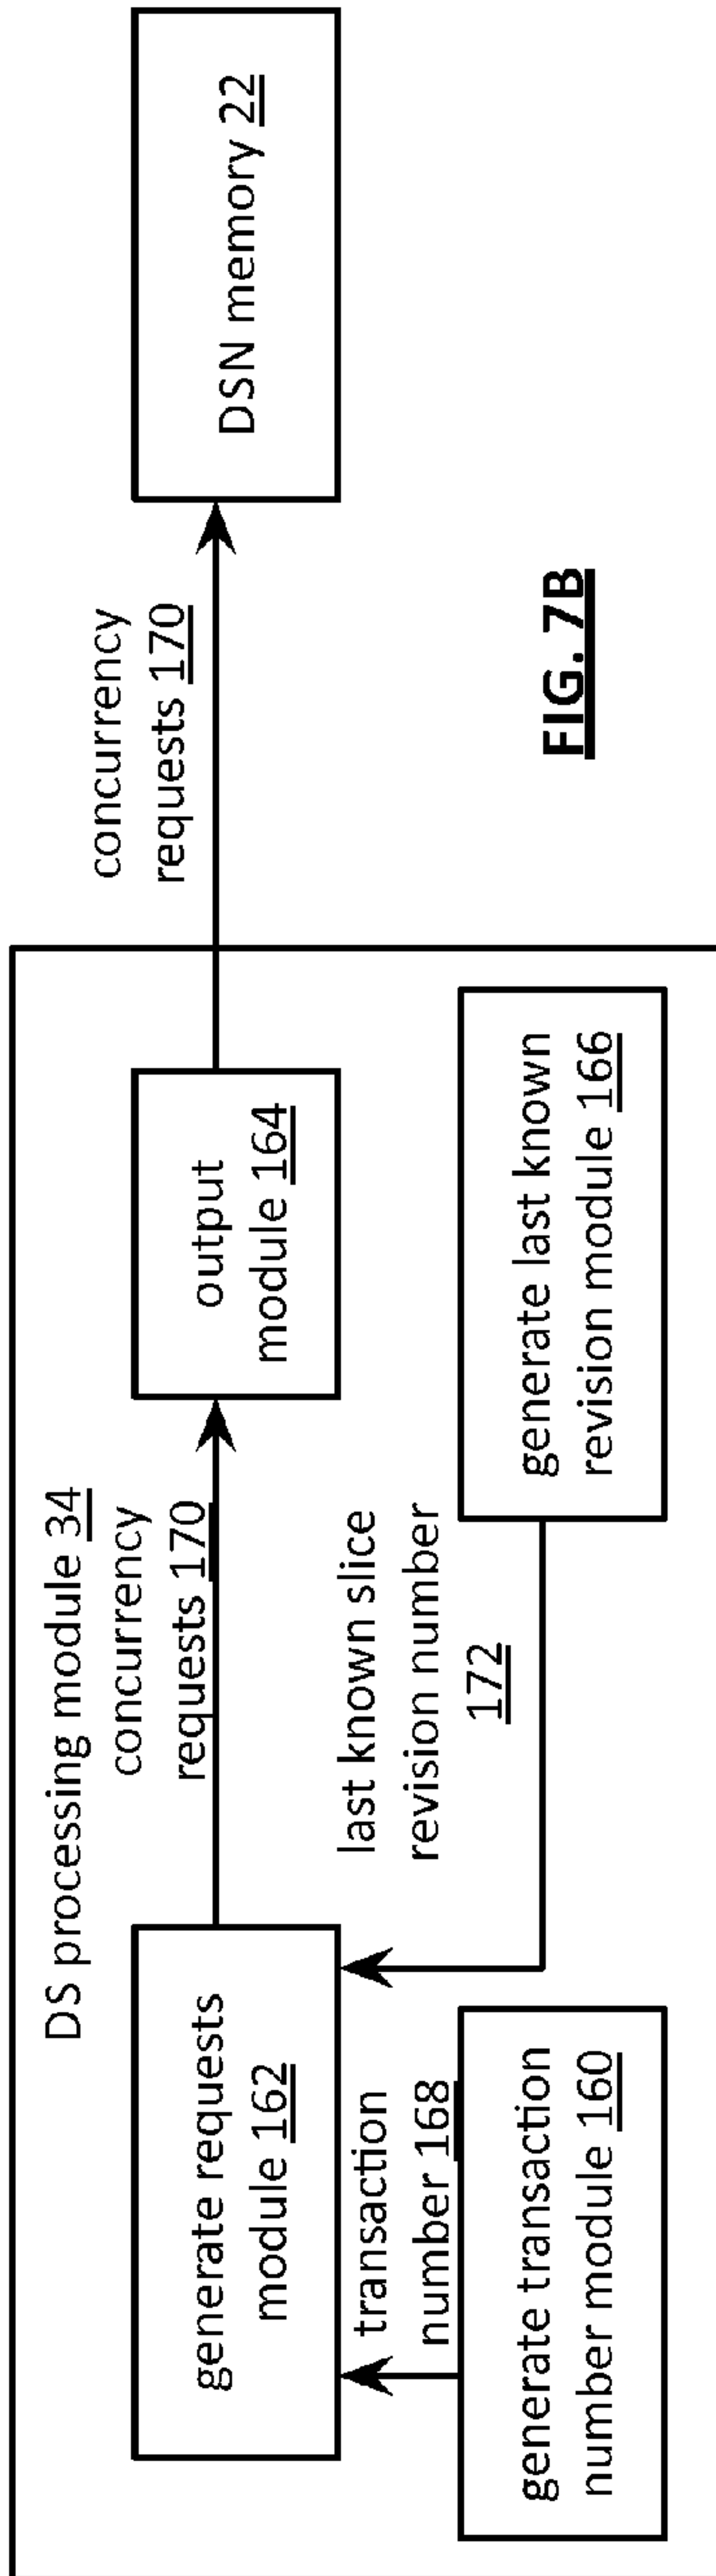 DS processing module 34
generate requests
module 162
concurrency
requests 170
output
module 164
concurrency
requests 170
DSN memory 22
transaction
number 168
last known slice
revision number
172
generate transaction
number module 160
generate last known
revision module 166
FIG. 7B